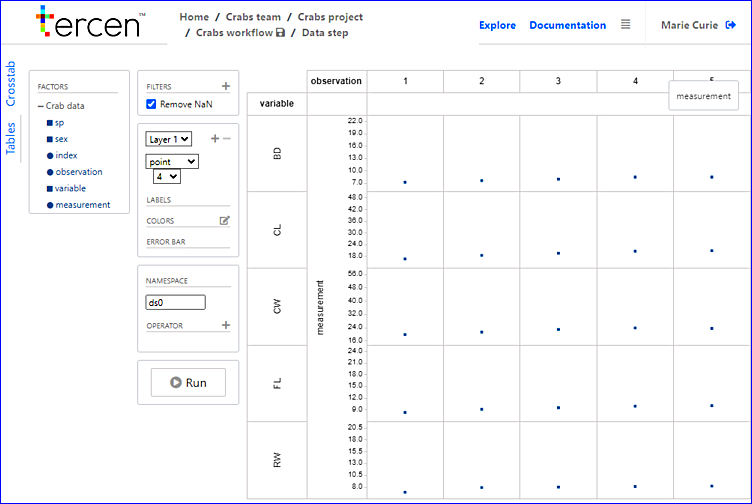 tercen™
Home / Crabs team / Crabs project
/ Crabs workflow / Data step
Explore Documentation Marie Curie
Crosstab
Tables
FACTORS
Crab data
sp
sex
index
observation
variable
measurement
FILTERS
Remove NaN
Layer 1
point
4
LABELS
COLORS
ERROR BAR
NAMESPACE
ds0
OPERATOR
Run
observation 1 2 3 4 5
measurement
variable
measurement
BD
22.0
19.0
16.0
13.0
10.0
7.0
CL
48.0
42.0
36.0
30.0
24.0
18.0
CW
56.0
48.0
40.0
32.0
24.0
16.0
FL
24.0
21.0
18.0
15.0
12.0
9.0
RW
20.5
18.0
15.5
13.0
10.5
8.0